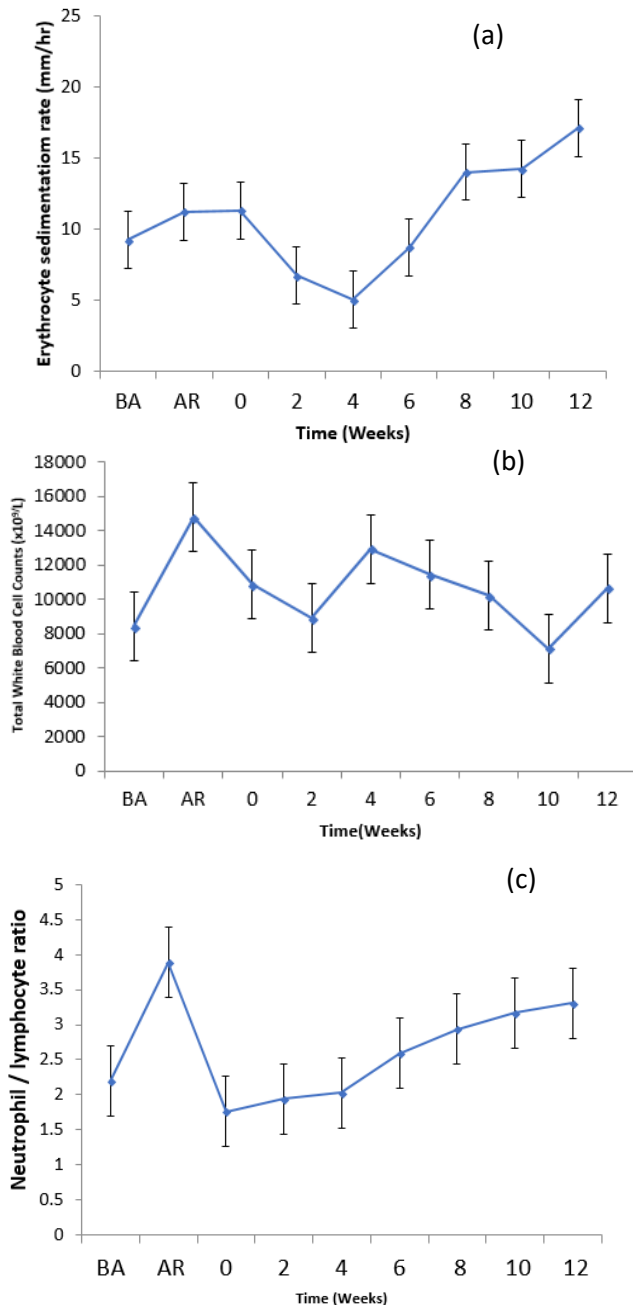 (a)
Erythrocyte sedimentatiom rate (mm/hr)
25
20
15
10
5
0
BA AR 0 2 4 6 8 10 12
Time (Weeks)
(b)
Total White Blood Cell Counts (x10⁹/L)
18000
16000
14000
12000
10000
8000
6000
4000
2000
0
BA AR 0 2 4 6 8 10 12
Time(Weeks)
(c)
Neutrophil / lymphocyte ratio
5
4.5
4
3.5
3
2.5
2
1.5
1
0.5
0
BA AR 0 2 4 6 8 10 12
Time (Weeks)